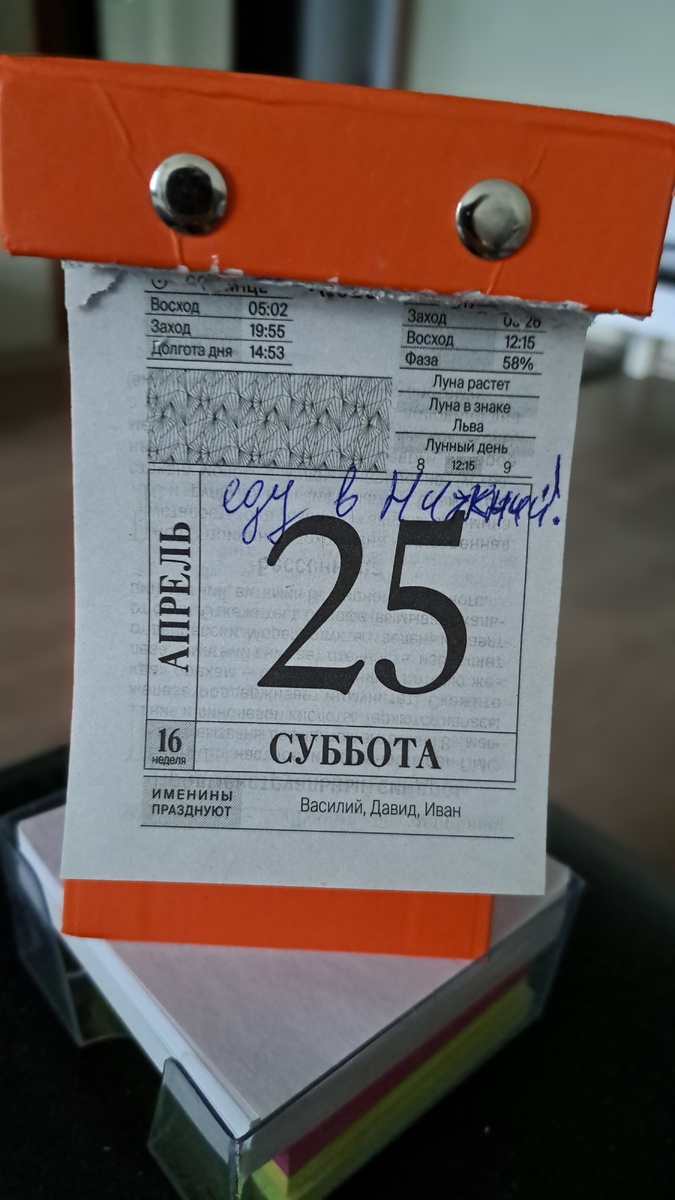 Восход 05:02
Заход 19:55
Долгота дня 14:53
Заход
Восход 12:15
Фаза 58%
Луна растет
Луна в знаке
Льва
Лунный день
8 12:15 9
еду в Нижний!
АПРЕЛЬ
25
16
неделя
СУББОТА
ИМЕНИНЫ
ПРАЗДНУЮТ
Василий, Давид, Иван